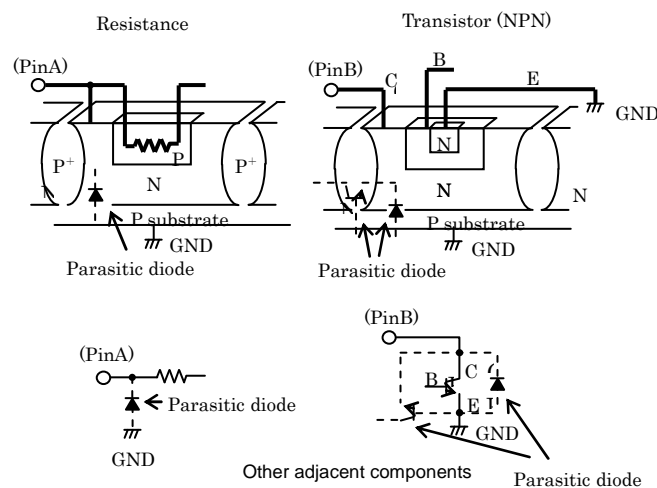 Resistance
Transistor (NPN)
(PinA)
(PinB)
B
C
E
GND
P+
P
P+
N
N
N
N
P substrate
P substrate
GND
GND
Parasitic diode
Parasitic diode
(PinA)
(PinB)
Parasitic diode
B
C
E
GND
GND
Other adjacent components
Parasitic diode